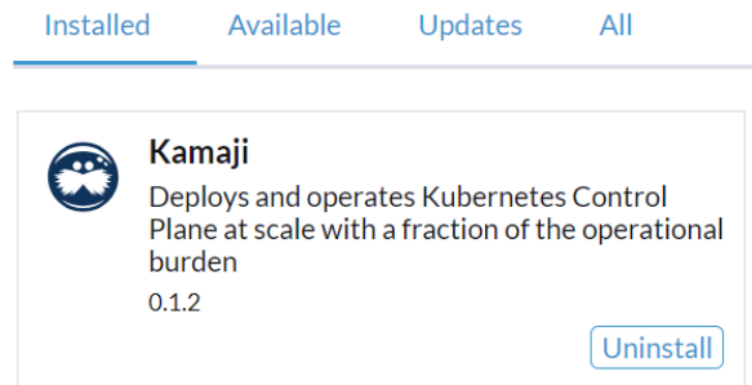 Installed Available Updates All
Kamaji
Deploys and operates Kubernetes Control
Plane at scale with a fraction of the operational
burden
0.1.2
Uninstall